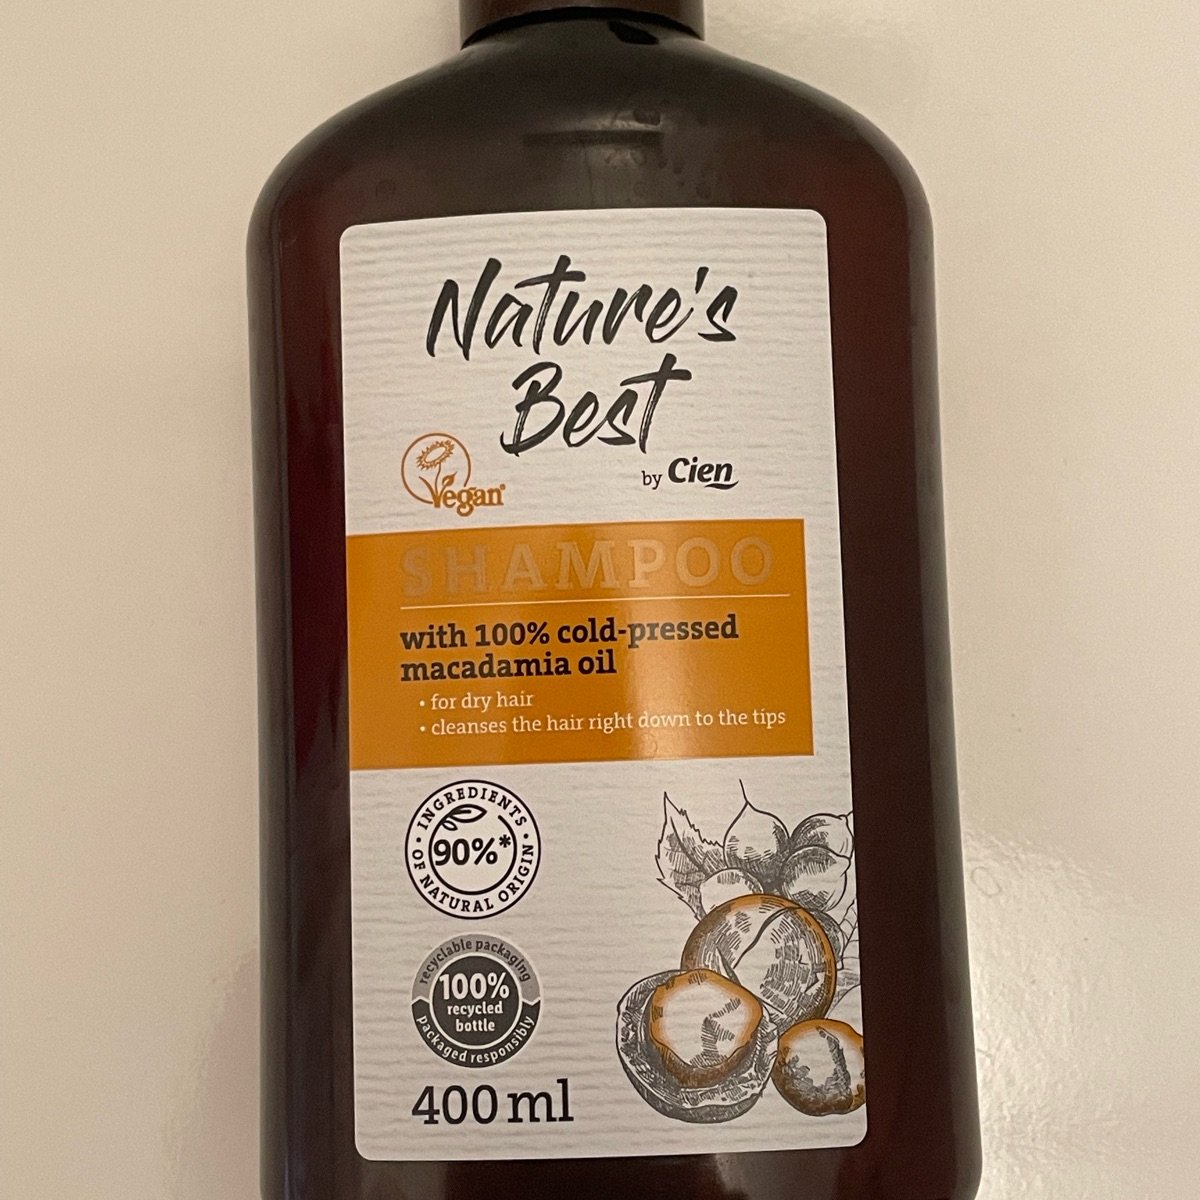 Nature's
Best
by Cien
Vegan®
SHAMPOO
with 100% cold-pressed
macadamia oil
• for dry hair
• cleanses the hair right down to the tips
• INGREDIENTS •
OF NATURAL ORIGIN
90%*
recyclable packaging
100%
recycled
bottle
packaged responsibly
400 ml